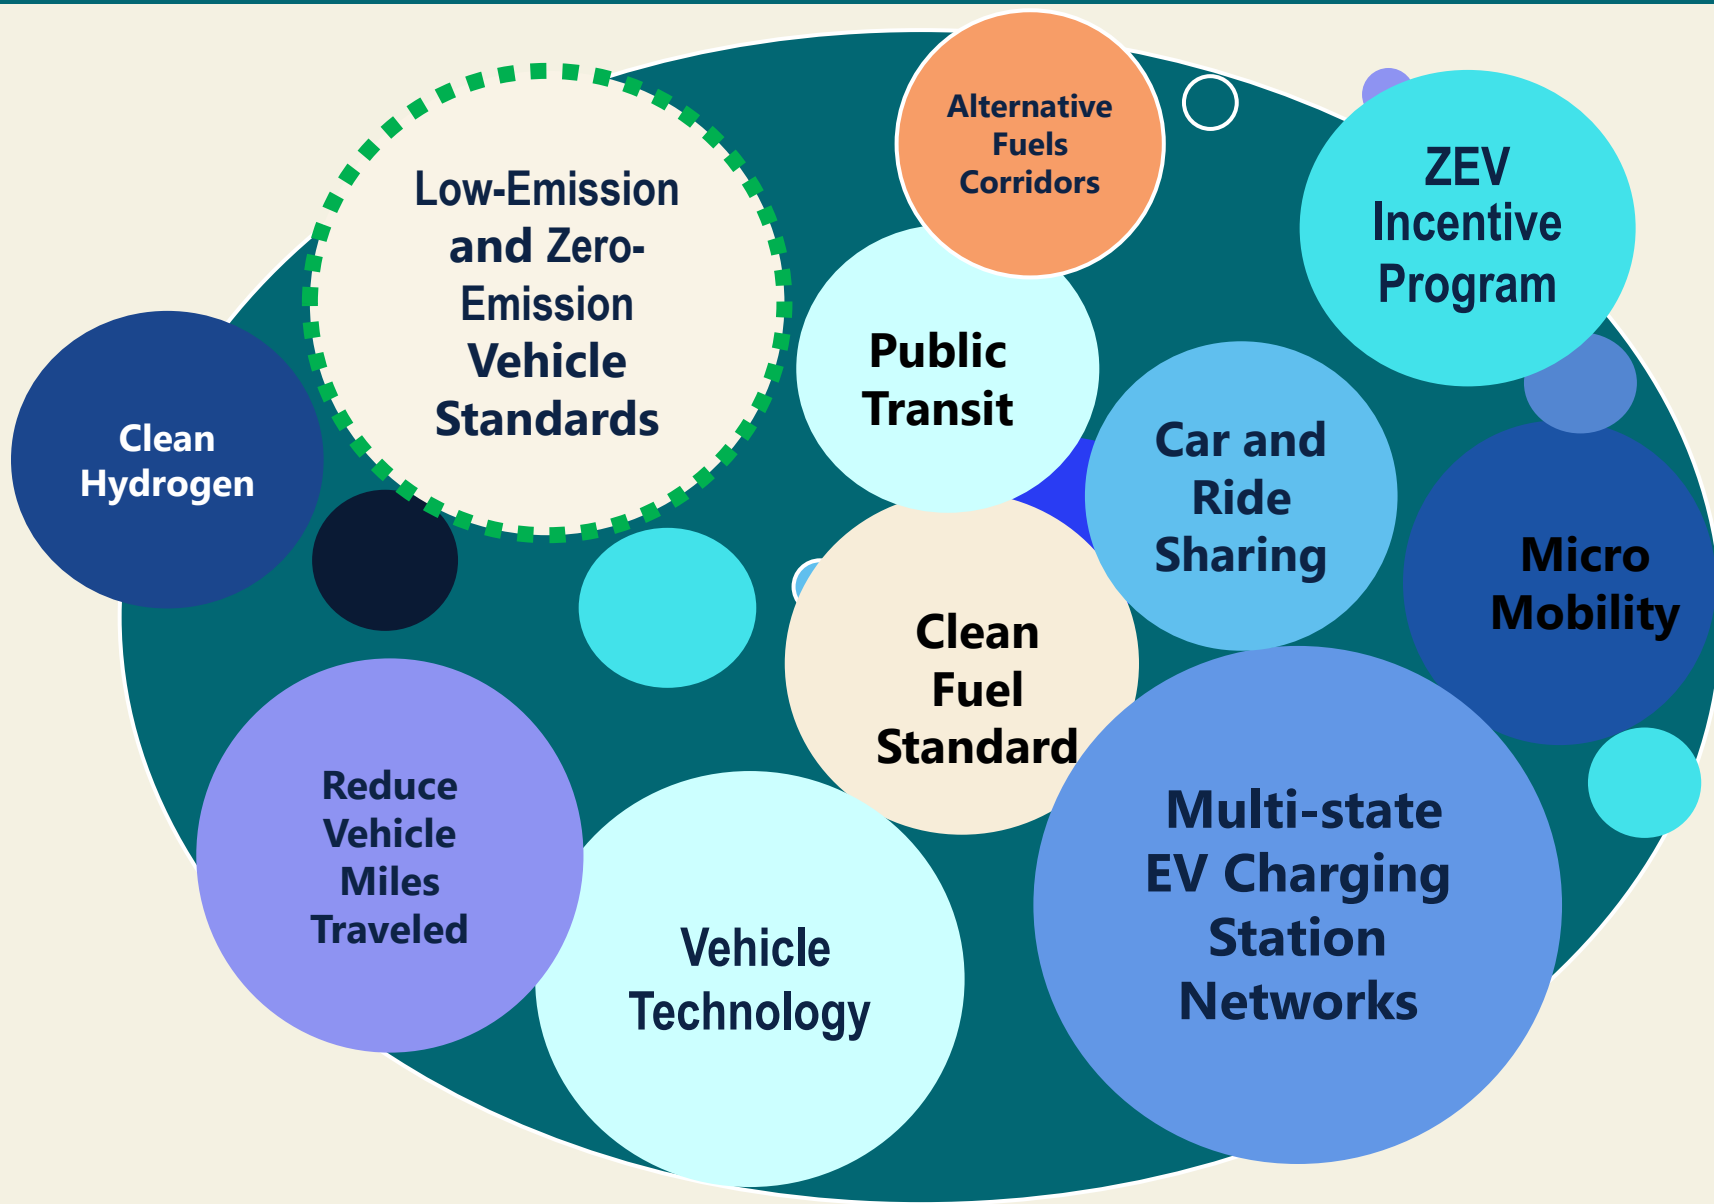 Alternative
Fuels
Corridors
Low-Emission
and Zero-
Emission
Vehicle
Standards
ZEV
Incentive
Program
Public
Transit
Clean
Hydrogen
Car and
Ride
Sharing
Micro
Mobility
Clean
Fuel
Standard
Reduce
Vehicle
Miles
Traveled
Multi-state
EV Charging
Station
Networks
Vehicle
Technology